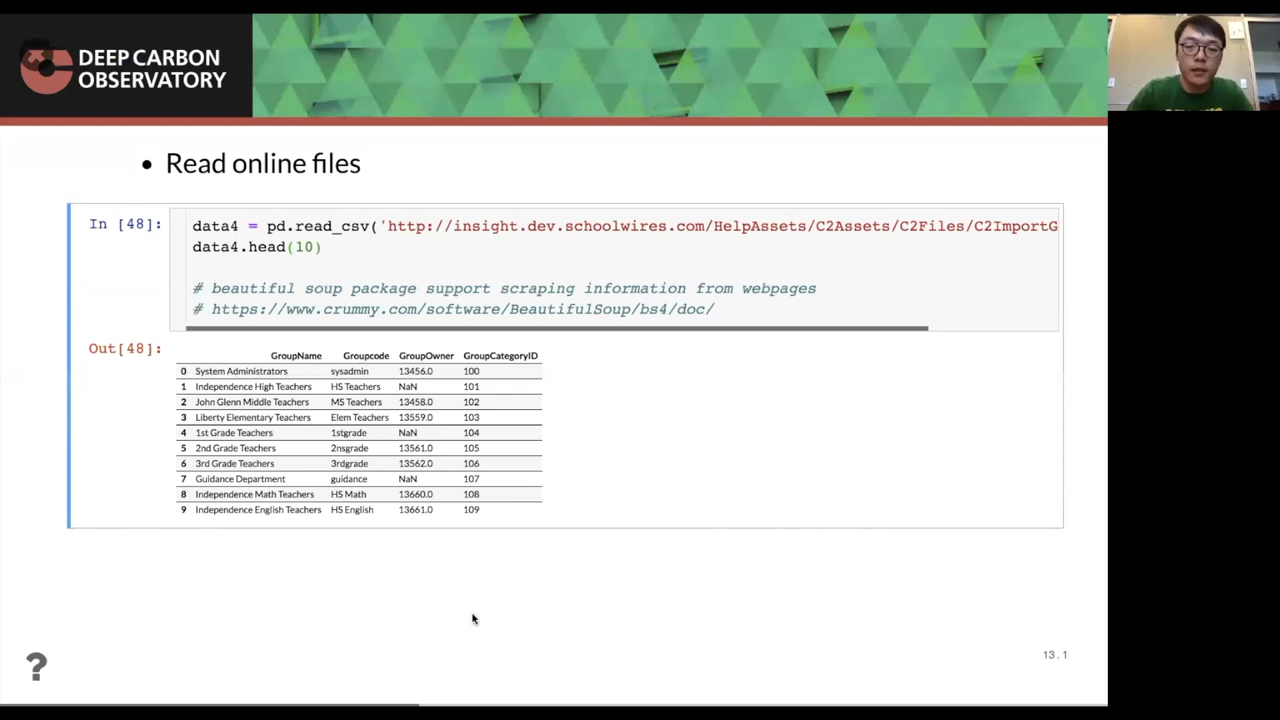 DEEP CARBON
OBSERVATORY
• Read online files
In [48]:
data4 = pd.read_csv('http://insight.dev.schoolwires.com/HelpAssets/C2Assets/C2Files/C2ImportG
data4.head(10)
# beautiful soup package support scraping information from webpages
# https://www.crummy.com/software/BeautifulSoup/bs4/doc/
Out[48]:
GroupName Groupcode GroupOwner GroupCategoryID
0 System Administrators sysadmin 13456.0 100
1 Independence High Teachers HS Teachers NaN 101
2 John Glenn Middle Teachers MS Teachers 13458.0 102
3 Liberty Elementary Teachers Elem Teachers 13559.0 103
4 1st Grade Teachers 1stgrade NaN 104
5 2nd Grade Teachers 2nsgrade 13561.0 105
6 3rd Grade Teachers 3rdgrade 13562.0 106
7 Guidance Department guidance NaN 107
8 Independence Math Teachers HS Math 13660.0 108
9 Independence English Teachers HS English 13661.0 109
?
13.1